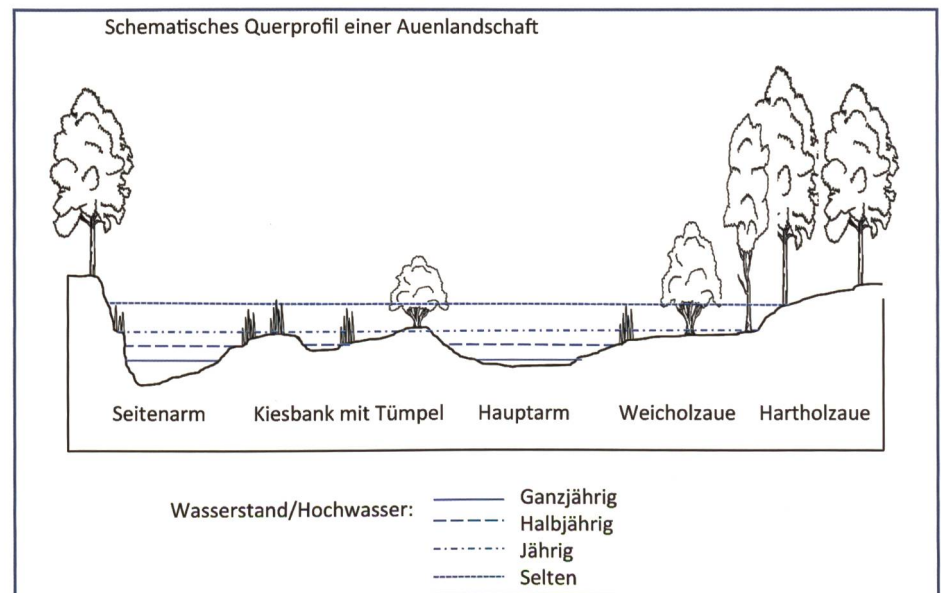 Schematisches Querprofil einer Auenlandschaft
Seitenarm Kiesbank mit Tümpel Hauptarm Weicholzaue Hartholzaue
Wasserstand/Hochwasser:
Ganzjährig
Halbjährig
Jährig
Selten